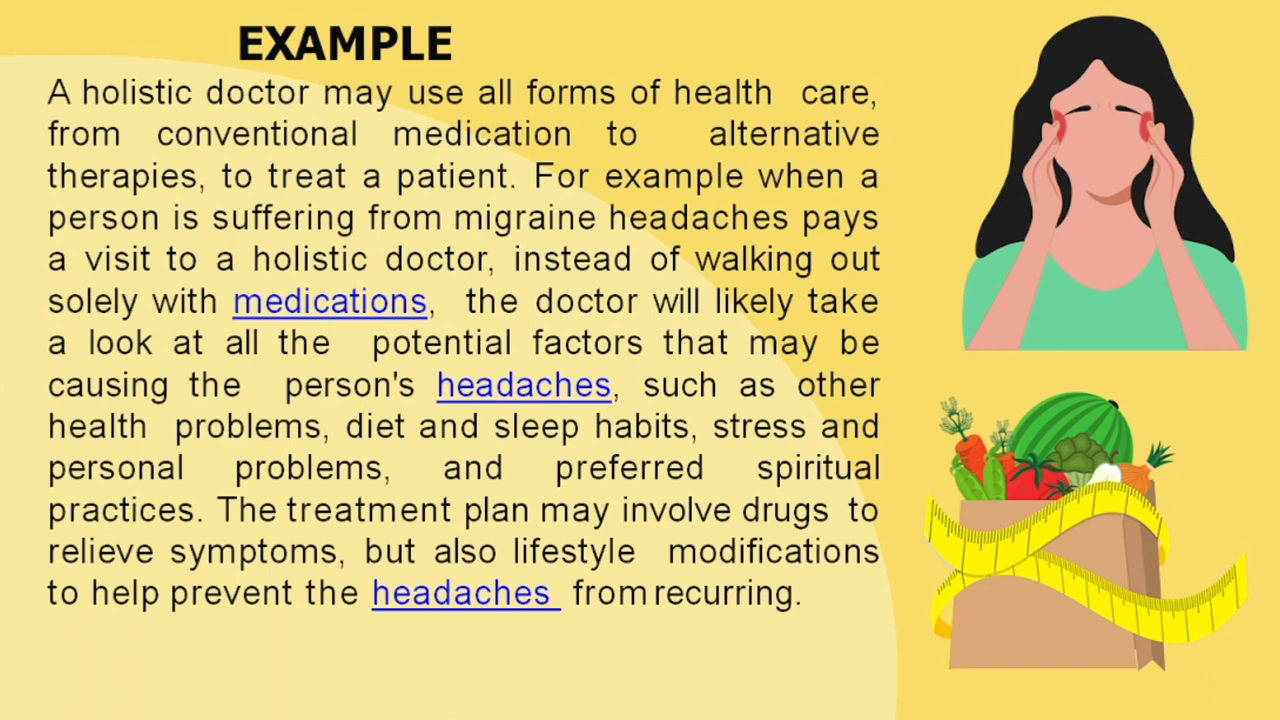 EXAMPLE
A holistic doctor may use all forms of health care,
from conventional medication to alternative
therapies, to treat a patient. For example when a
person is suffering from migraine headaches pays
a visit to a holistic doctor, instead of walking out
solely with medications, the doctor will likely take
a look at all the potential factors that may be
causing the person's headaches, such as other
health problems, diet and sleep habits, stress and
personal problems, and preferred spiritual
practices. The treatment plan may involve drugs to
relieve symptoms, but also lifestyle modifications
to help prevent the headaches from recurring.